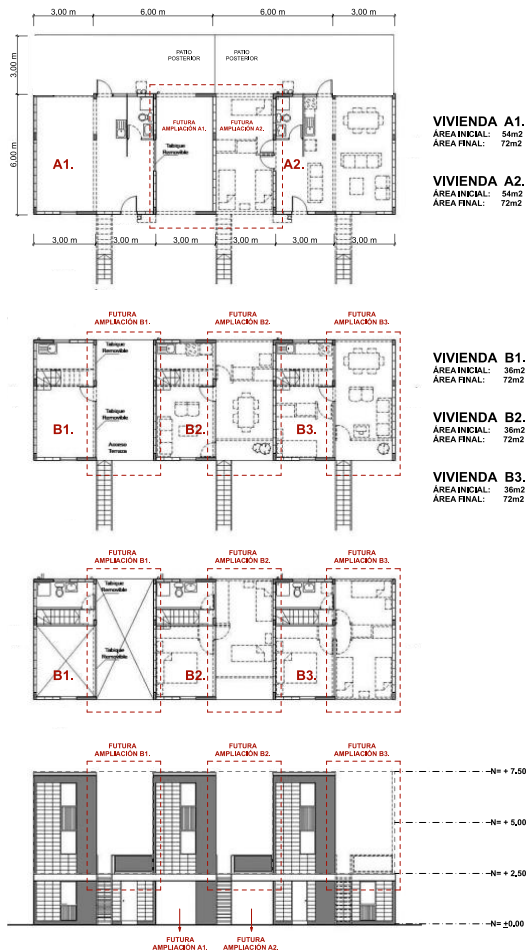 3,00 m 6,00 m 6,00 m 3,00 m
3,00 m
6,00 m
PATIO POSTERIOR
PATIO POSTERIOR
FUTURA
AMPLIACIÓN A1.
FUTURA
AMPLIACIÓN A2.
Tabique
Removible
A1.
A2.
3,00 m 3,00 m 3,00 m 3,00 m 3,00 m 3,00 m
VIVIENDA A1.
ÁREA INICIAL: 54m2
ÁREA FINAL: 72m2
VIVIENDA A2.
ÁREA INICIAL: 54m2
ÁREA FINAL: 72m2
FUTURA
AMPLIACIÓN B1.
FUTURA
AMPLIACIÓN B2.
FUTURA
AMPLIACIÓN B3.
Tabique
Removible
Tabique
Removible
Acceso
Terraza
B1.
B2.
B3.
VIVIENDA B1.
ÁREA INICIAL: 36m2
ÁREA FINAL: 72m2
VIVIENDA B2.
ÁREA INICIAL: 36m2
ÁREA FINAL: 72m2
VIVIENDA B3.
ÁREA INICIAL: 36m2
ÁREA FINAL: 72m2
FUTURA
AMPLIACIÓN B1.
FUTURA
AMPLIACIÓN B2.
FUTURA
AMPLIACIÓN B3.
Tabique
Removible
Tabique
Removible
B1.
B2.
B3.
FUTURA
AMPLIACIÓN B1.
FUTURA
AMPLIACIÓN B2.
FUTURA
AMPLIACIÓN B3.
N= + 7.50
N= + 5,00
N= + 2,50
N= ±0.00
FUTURA
AMPLIACIÓN A1.
FUTURA
AMPLIACIÓN A2.